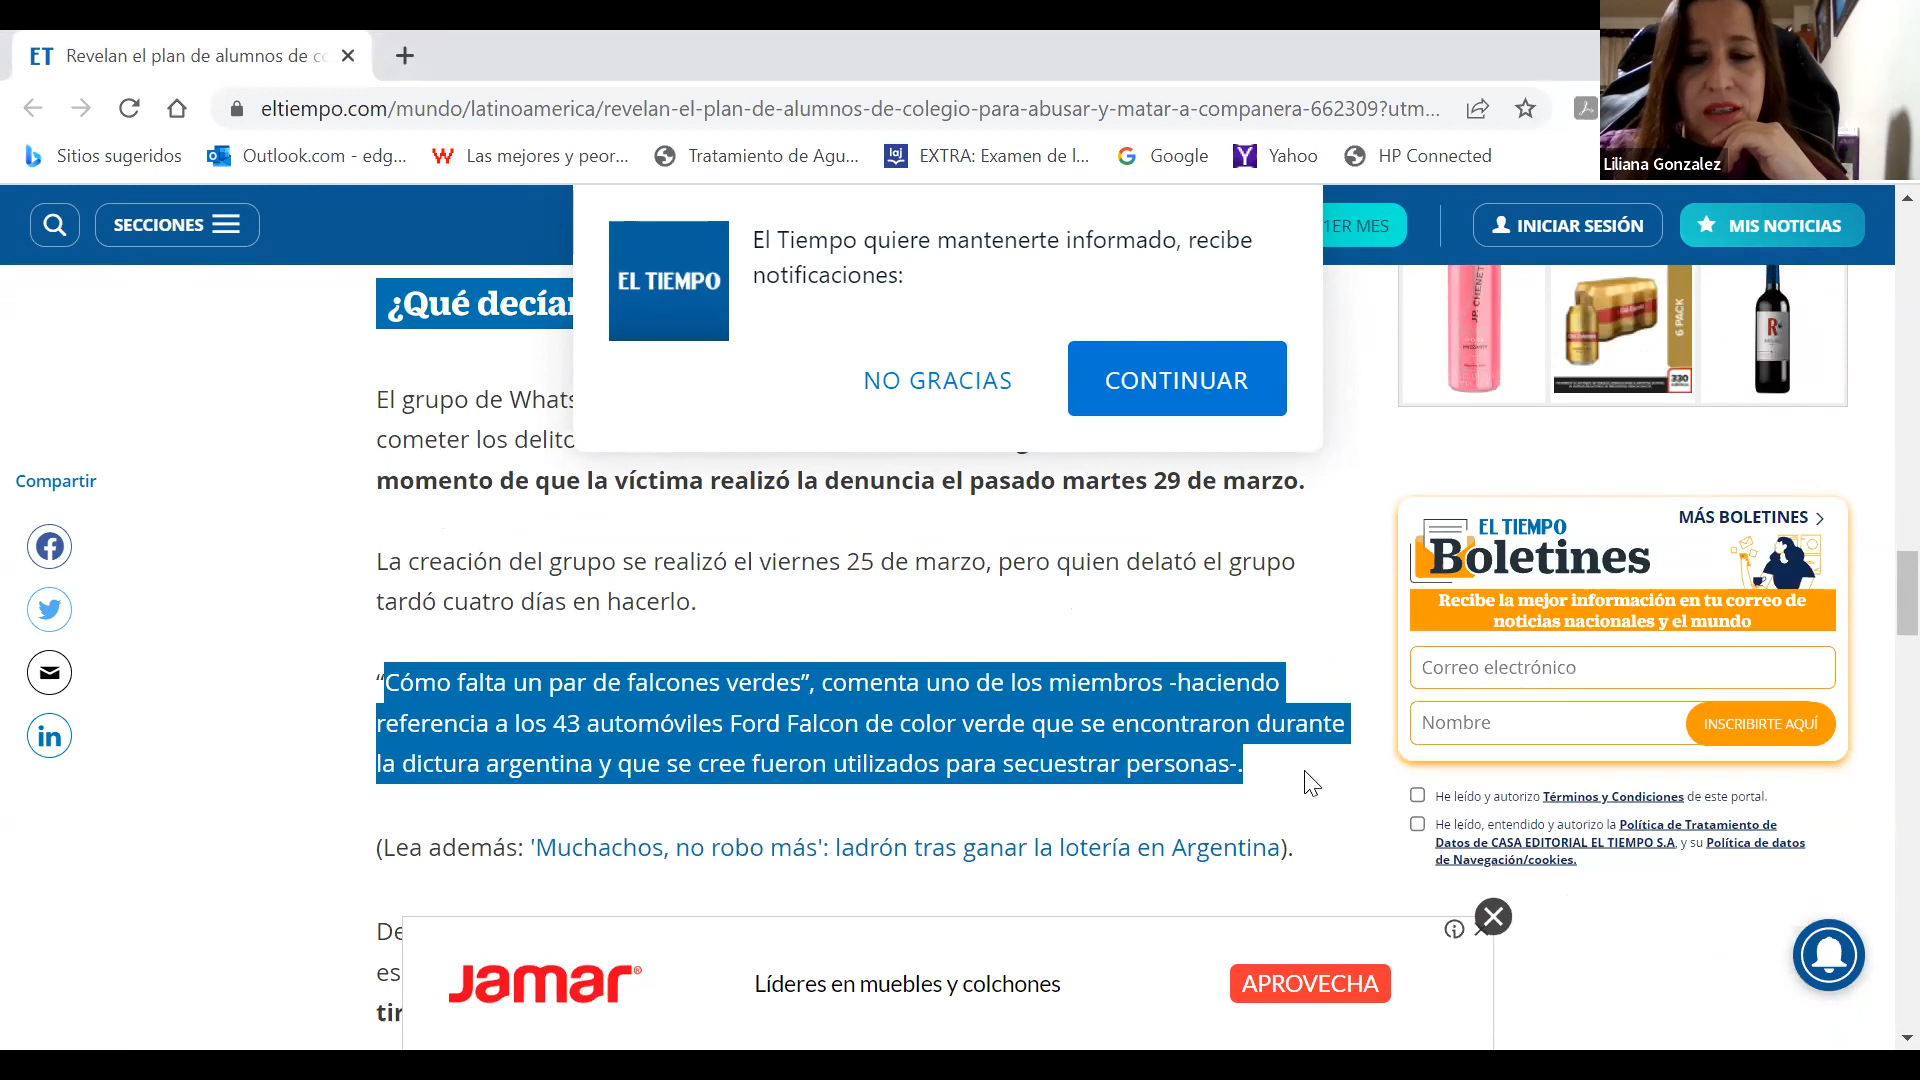 ET Revelan el plan de alumnos de co
eltiempo.com/mundo/latinoamerica/revelan-el-plan-de-alumnos-de-colegio-para-abusar-y-matar-a-companera-662309?utm...
Sitios sugeridos
Outlook.com - edg...
Las mejores y peor...
Tratamiento de Agu...
EXTRA: Examen de l...
Google
Yahoo
HP Connected
Liliana Gonzalez
SECCIONES
1ER MES
INICIAR SESIÓN
MIS NOTICIAS
EL TIEMPO
El Tiempo quiere mantenerte informado, recibe
notificaciones:
NO GRACIAS
CONTINUAR
¿Qué decían
El grupo de Whats
cometer los delito
momento de que la víctima realizó la denuncia el pasado martes 29 de marzo.
La creación del grupo se realizó el viernes 25 de marzo, pero quien delató el grupo
tardó cuatro días en hacerlo.
“Cómo falta un par de falcones verdes”, comenta uno de los miembros -haciendo
referencia a los 43 automóviles Ford Falcon de color verde que se encontraron durante
la dictura argentina y que se cree fueron utilizados para secuestrar personas-.
(Lea además: 'Muchachos, no robo más': ladrón tras ganar la lotería en Argentina).
De
es
tir
Compartir
6 PACK
330
R
MÁS BOLETINES
EL TIEMPO
Boletines
Recibe la mejor información en tu correo de
noticias nacionales y el mundo
Correo electrónico
Nombre
INSCRIBIRTE AQUÍ
He leído y autorizo Términos y Condiciones de este portal.
He leído, entendido y autorizo la Política de Tratamiento de
Datos de CASA EDITORIAL EL TIEMPO S.A, y su Política de datos
de Navegación/cookies.
Jamar®
Líderes en muebles y colchones
APROVECHA